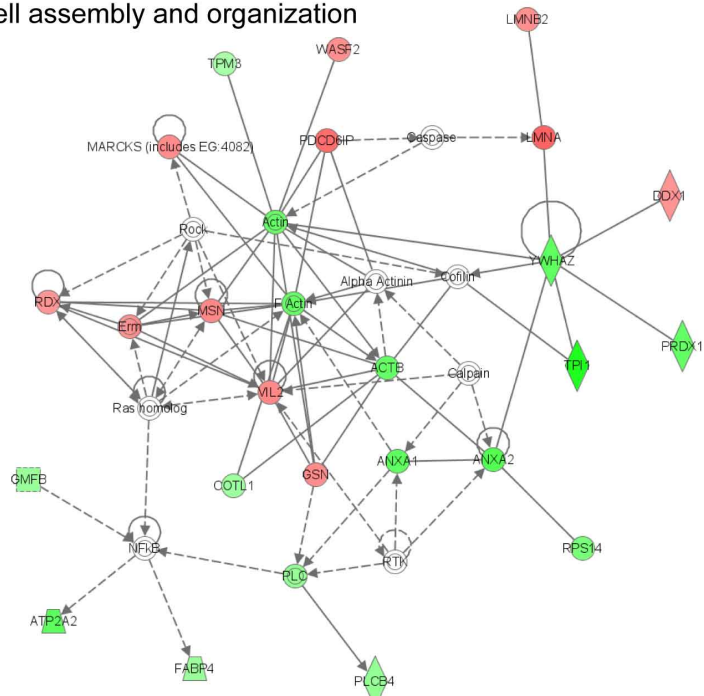 ell assembly and organization
LMNB2
WASF2
TPM3
MARCKS (includes EG:4082)
PDCD6IP
Caspase
LMNA
DDX1
Rock
Actin
YWHAZ
Alpha Actinin
Cofilin
RDX
Erm
MSN
F Actin
PRDX1
TPI1
ACTB
Calpain
VIL2
Ras homolog
GMFB
COTL1
GSN
ANXA1
ANXA2
NFkB
RPS14
PLC
RTK
ATP2A2
FABP4
PLCB4